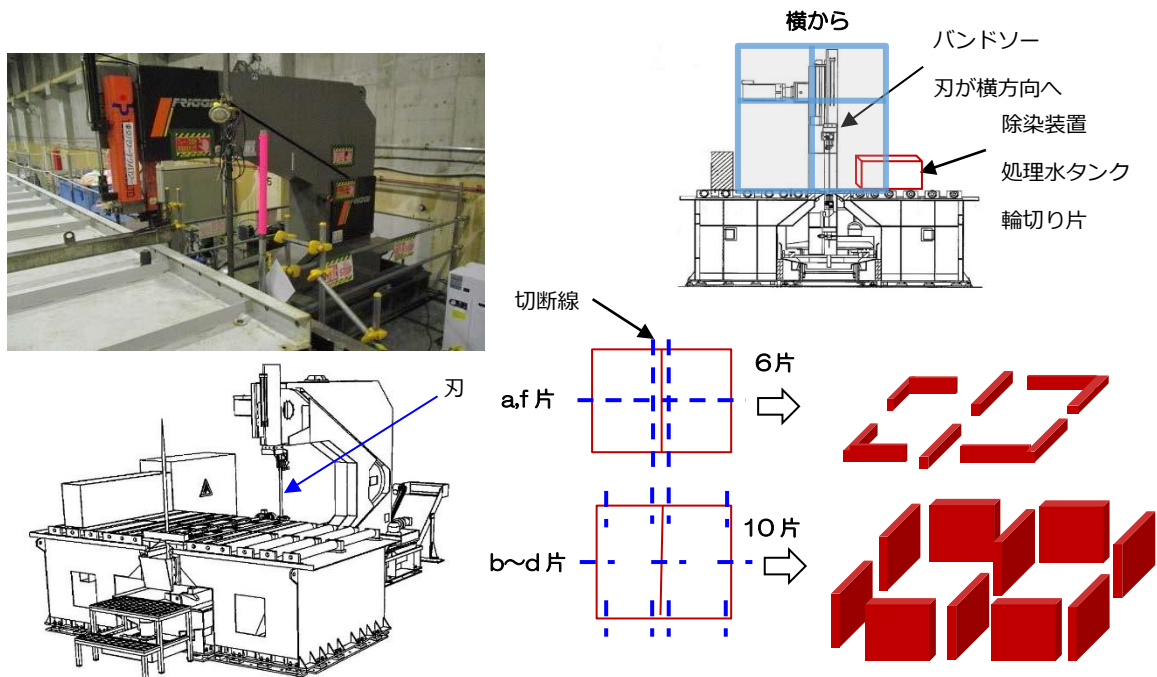 横から
バンドソー
刃が横方向へ
除染装置
処理水タンク
輪切り片
FRIGGI
切断線
6片
a,f 片
刃
10片
b～d 片